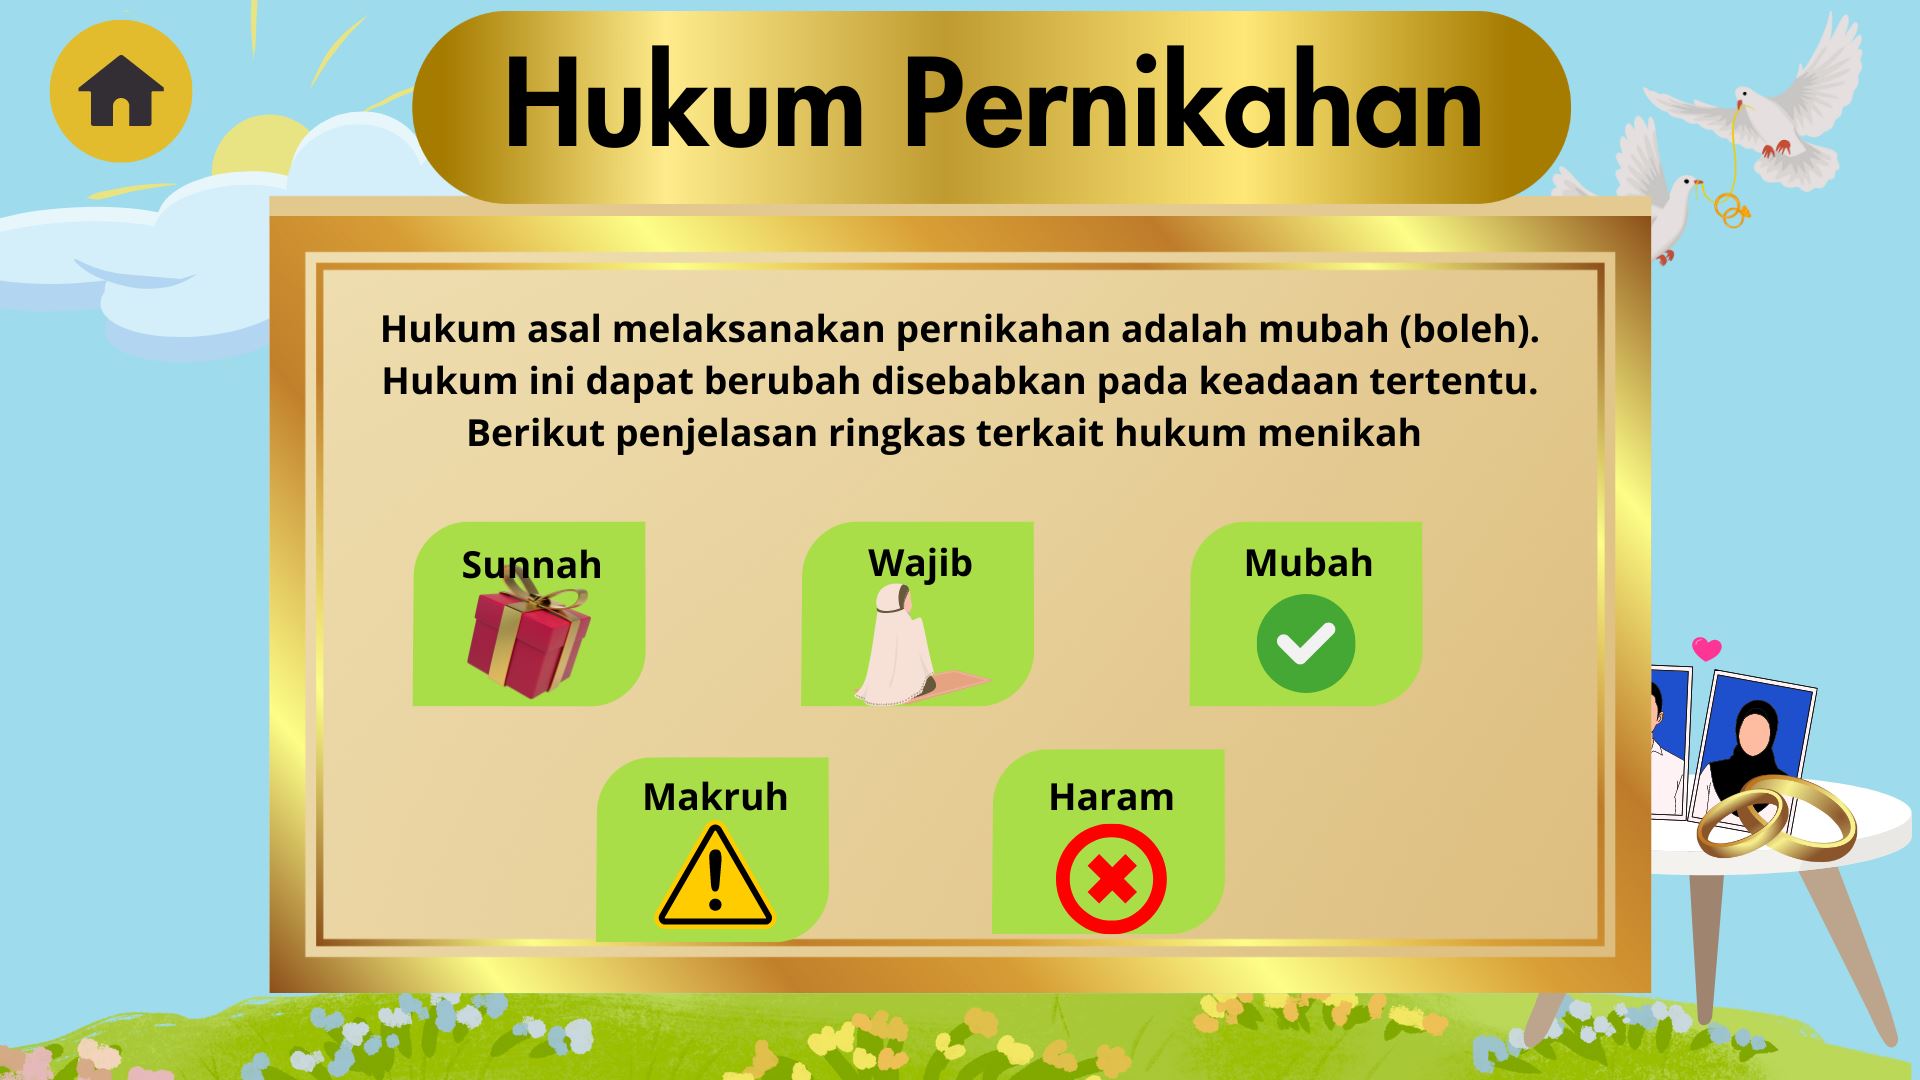 Hukum Pernikahan
Hukum asal melaksanakan pernikahan adalah mubah (boleh).
Hukum ini dapat berubah disebabkan pada keadaan tertentu.
Berikut penjelasan ringkas terkait hukum menikah
Sunnah
Wajib
Mubah
Makruh
Haram